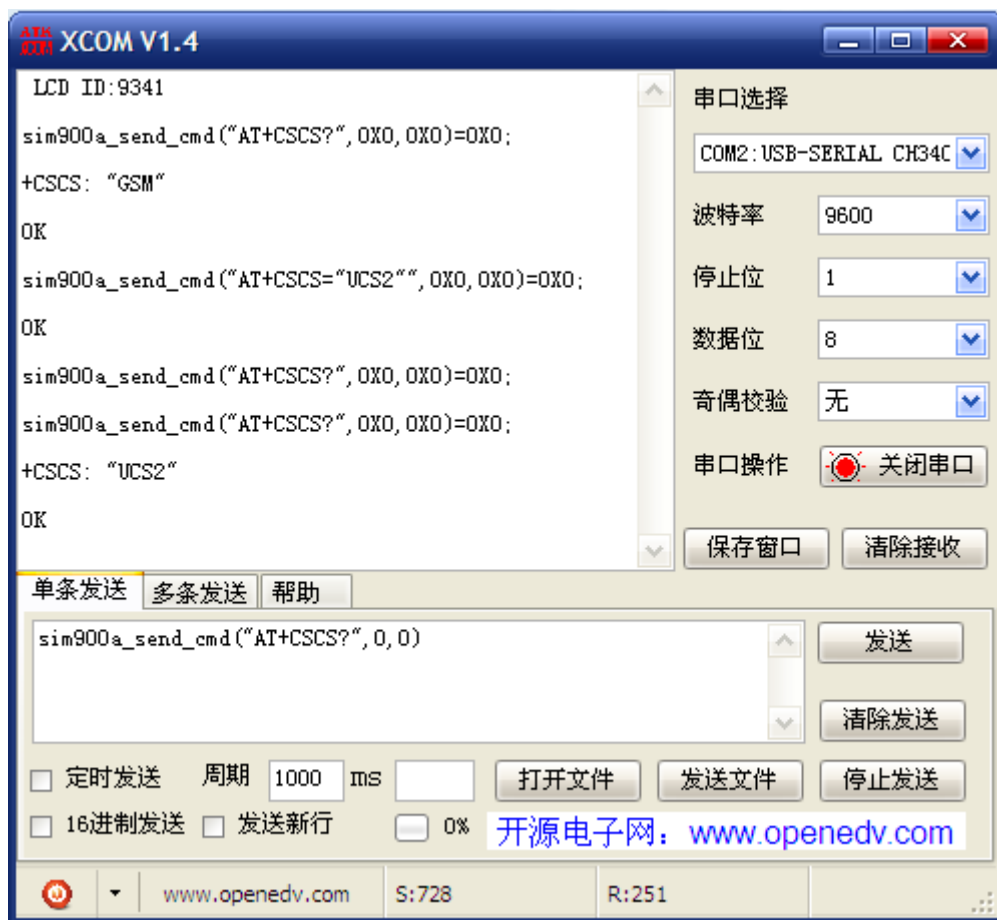 ATK XCOM XCOM V1.4
LCD ID:9341
sim900a_send_cmd("AT+CSCS?",0X0,0X0)=0X0;
+CSCS: "GSM"
OK
sim900a_send_cmd("AT+CSCS="UCS2"",0X0,0X0)=0X0;
OK
sim900a_send_cmd("AT+CSCS?",0X0,0X0)=0X0;
sim900a_send_cmd("AT+CSCS?",0X0,0X0)=0X0;
+CSCS: "UCS2"
OK
串口选择
COM2:USB-SERIAL CH340
波特率 9600
停止位 1
数据位 8
奇偶校验 无
串口操作 关闭串口
保存窗口 清除接收
单条发送 多条发送 帮助
sim900a_send_cmd("AT+CSCS?",0,0)
发送
清除发送
定时发送 周期 1000 ms 打开文件 发送文件 停止发送
16进制发送 发送新行 0% 开源电子网：www.openedv.com
www.openedv.com S:728 R:251